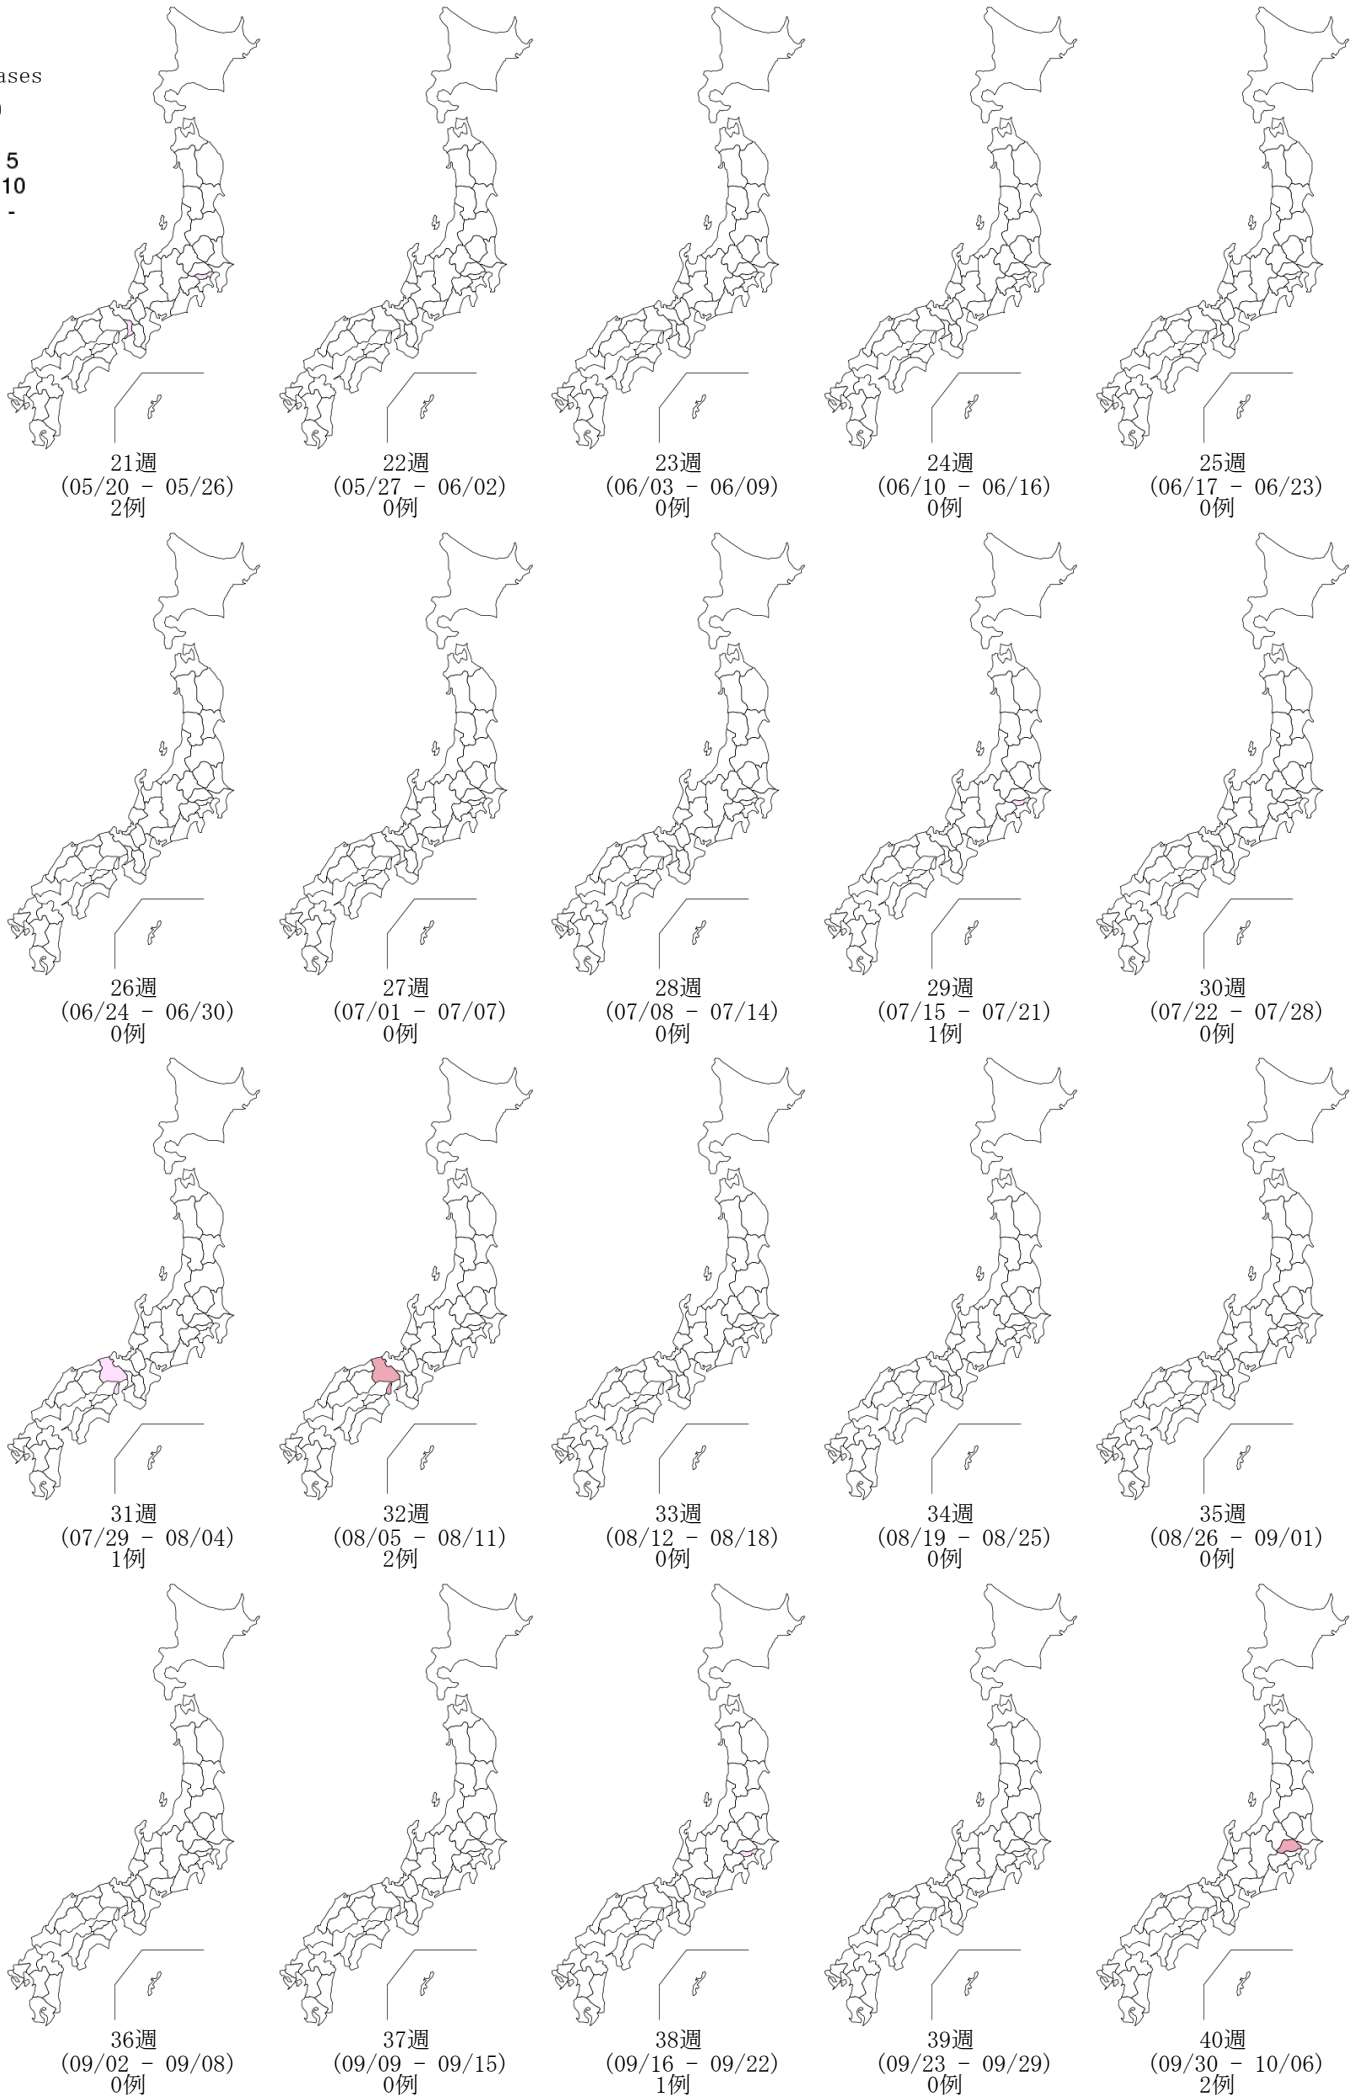 ases
5
10
-
21週
(05/20 - 05/26)
2例
22週
(05/27 - 06/02)
0例
23週
(06/03 - 06/09)
0例
24週
(06/10 - 06/16)
0例
25週
(06/17 - 06/23)
0例
26週
(06/24 - 06/30)
0例
27週
(07/01 - 07/07)
0例
28週
(07/08 - 07/14)
0例
29週
(07/15 - 07/21)
1例
30週
(07/22 - 07/28)
0例
31週
(07/29 - 08/04)
1例
32週
(08/05 - 08/11)
2例
33週
(08/12 - 08/18)
0例
34週
(08/19 - 08/25)
0例
35週
(08/26 - 09/01)
0例
36週
(09/02 - 09/08)
0例
37週
(09/09 - 09/15)
0例
38週
(09/16 - 09/22)
1例
39週
(09/23 - 09/29)
0例
40週
(09/30 - 10/06)
2例